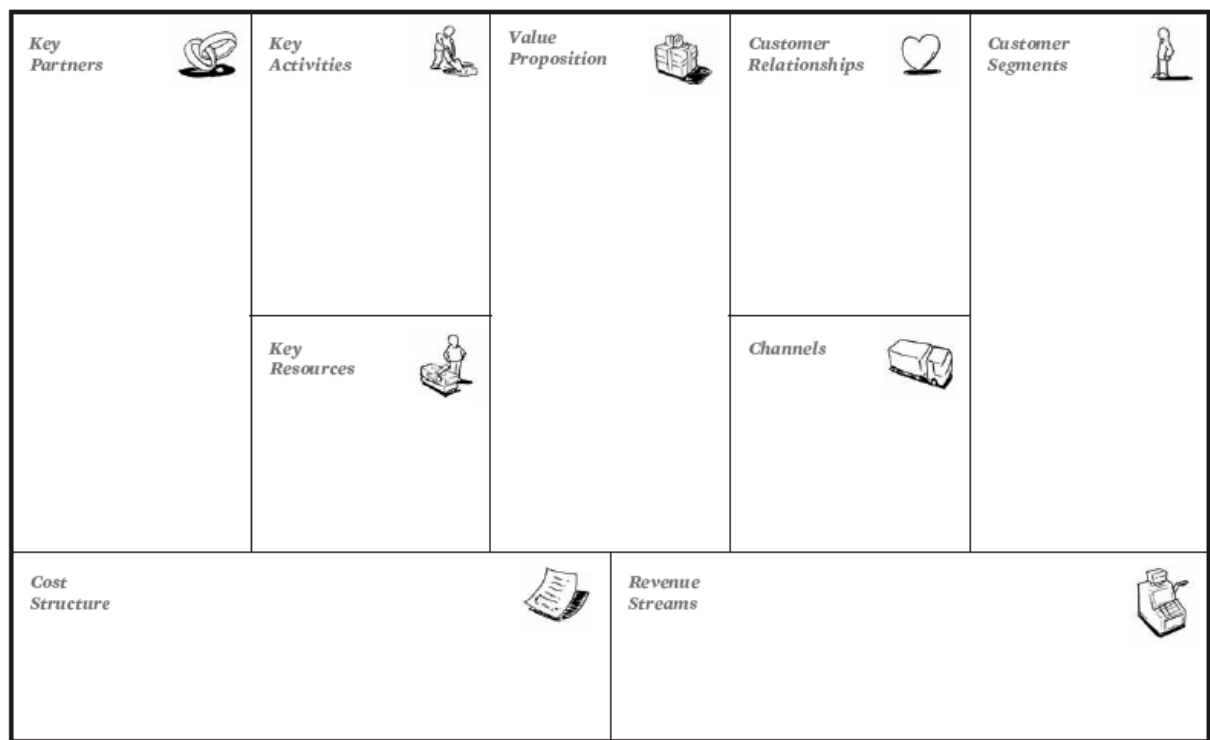 Key
Partners
Key
Activities
Value
Proposition
Customer
Relationships
Customer
Segments
Key
Resources
Channels
Cost
Structure
Revenue
Streams